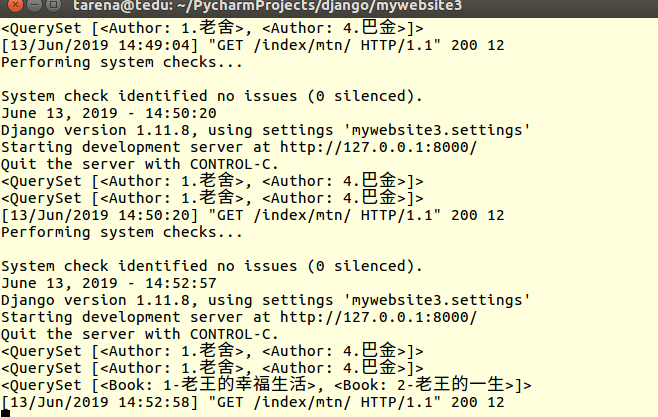 tarena@tedu: ~/PycharmProjects/django/mywebsite3
<QuerySet [<Author: 1.老舍>, <Author: 4.巴金>]>
[13/Jun/2019 14:49:04] "GET /index/mtn/ HTTP/1.1" 200 12
Performing system checks...

System check identified no issues (0 silenced).
June 13, 2019 - 14:50:20
Django version 1.11.8, using settings 'mywebsite3.settings'
Starting development server at http://127.0.0.1:8000/
Quit the server with CONTROL-C.
<QuerySet [<Author: 1.老舍>, <Author: 4.巴金>]>
<QuerySet [<Author: 1.老舍>, <Author: 4.巴金>]>
[13/Jun/2019 14:50:20] "GET /index/mtn/ HTTP/1.1" 200 12
Performing system checks...

System check identified no issues (0 silenced).
June 13, 2019 - 14:52:57
Django version 1.11.8, using settings 'mywebsite3.settings'
Starting development server at http://127.0.0.1:8000/
Quit the server with CONTROL-C.
<QuerySet [<Author: 1.老舍>, <Author: 4.巴金>]>
<QuerySet [<Author: 1.老舍>, <Author: 4.巴金>]>
<QuerySet [<Book: 1-老王的幸福生活>, <Book: 2-老王的一生>]>
[13/Jun/2019 14:52:58] "GET /index/mtn/ HTTP/1.1" 200 12